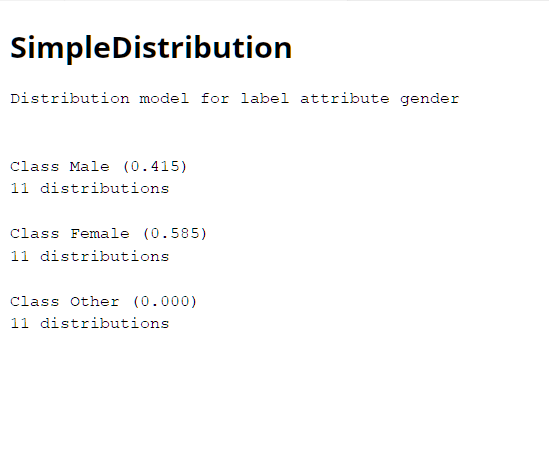 SimpleDistribution
Distribution model for label attribute gender
Class Male (0.415)
11 distributions
Class Female (0.585)
11 distributions
Class Other (0.000)
11 distributions